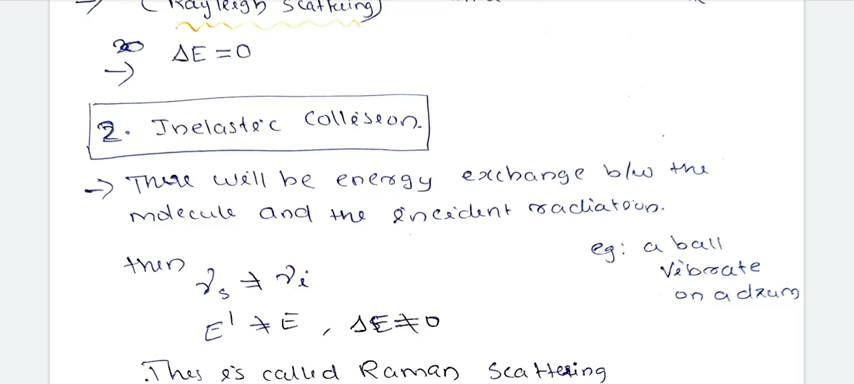 → (Rayleigh Scattering)
so ΔE = 0
→
2. Inelastic Collision.
→ There will be energy exchange b/w the
molecule and the incident radiation.
then νs ≠ νi
E' ≠ E , ΔE ≠ 0
eg: a ball
vibrate
on a drum
. This is called Raman Scattering